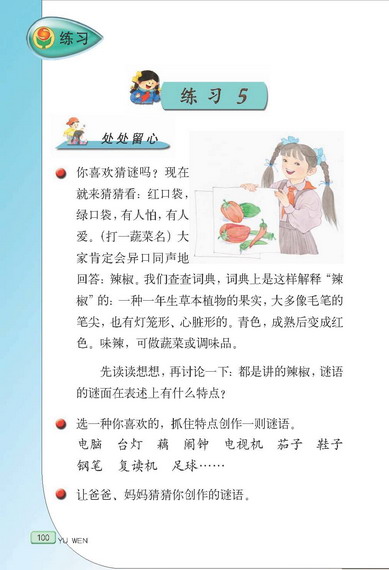 练习
练习 5
处处留心
你喜欢猜谜吗？现在
就来猜猜看：红口袋，
绿口袋，有人怕，有人
爱。（打一蔬菜名）大
家肯定会异口同声地
回答：辣椒。我们查查词典，词典上是这样解释“辣
椒”的：一种一年生草本植物的果实，大多像毛笔的
笔尖，也有灯笼形、心脏形的。青色，成熟后变成红
色。味辣，可做蔬菜或调味品。
先读读想想，再讨论一下：都是讲的辣椒，谜语
的谜面在表述上有什么特点？
选一种你喜欢的，抓住特点创作一则谜语。
电脑 台灯 藕 闹钟 电视机 茄子 鞋子
钢笔 复读机 足球……
让爸爸、妈妈猜猜你创作的谜语。
100 YU WEN